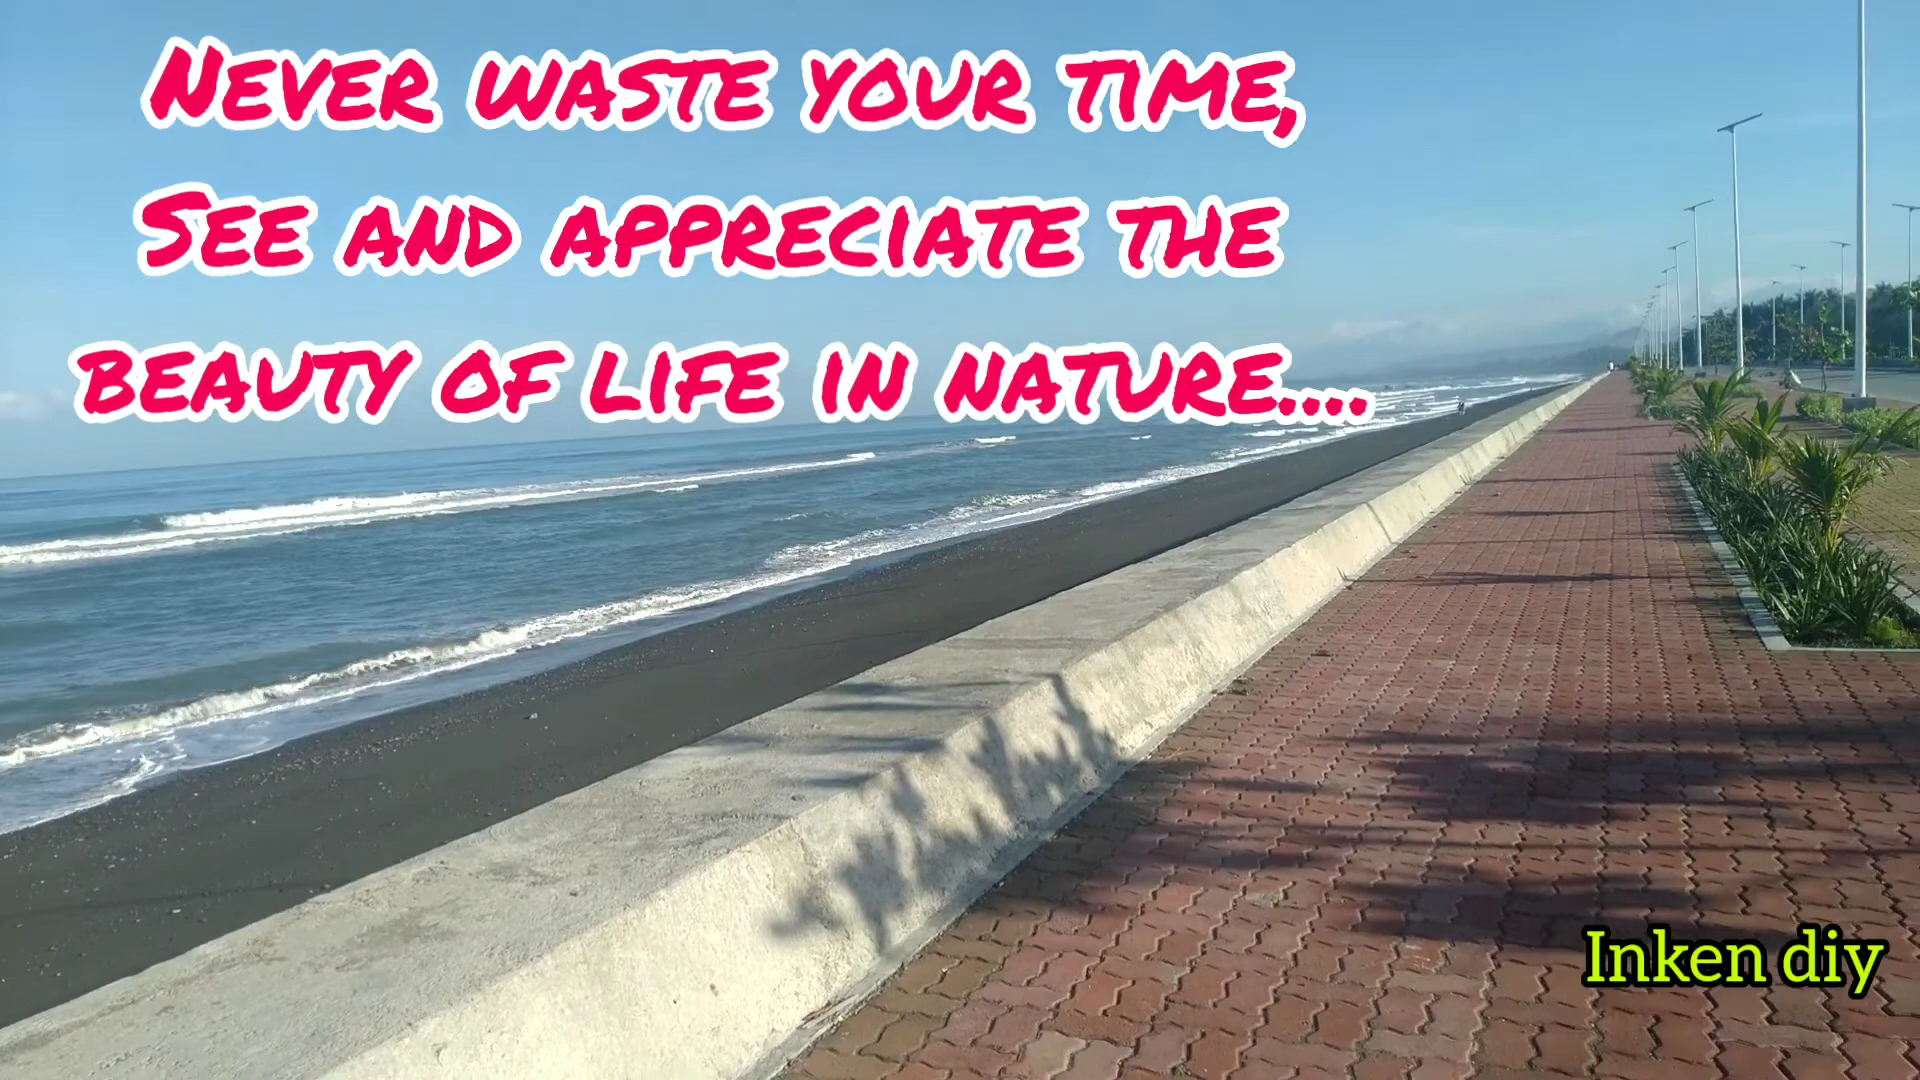 Never waste your time,
See and appreciate the
beauty of life in nature....
Inken diy